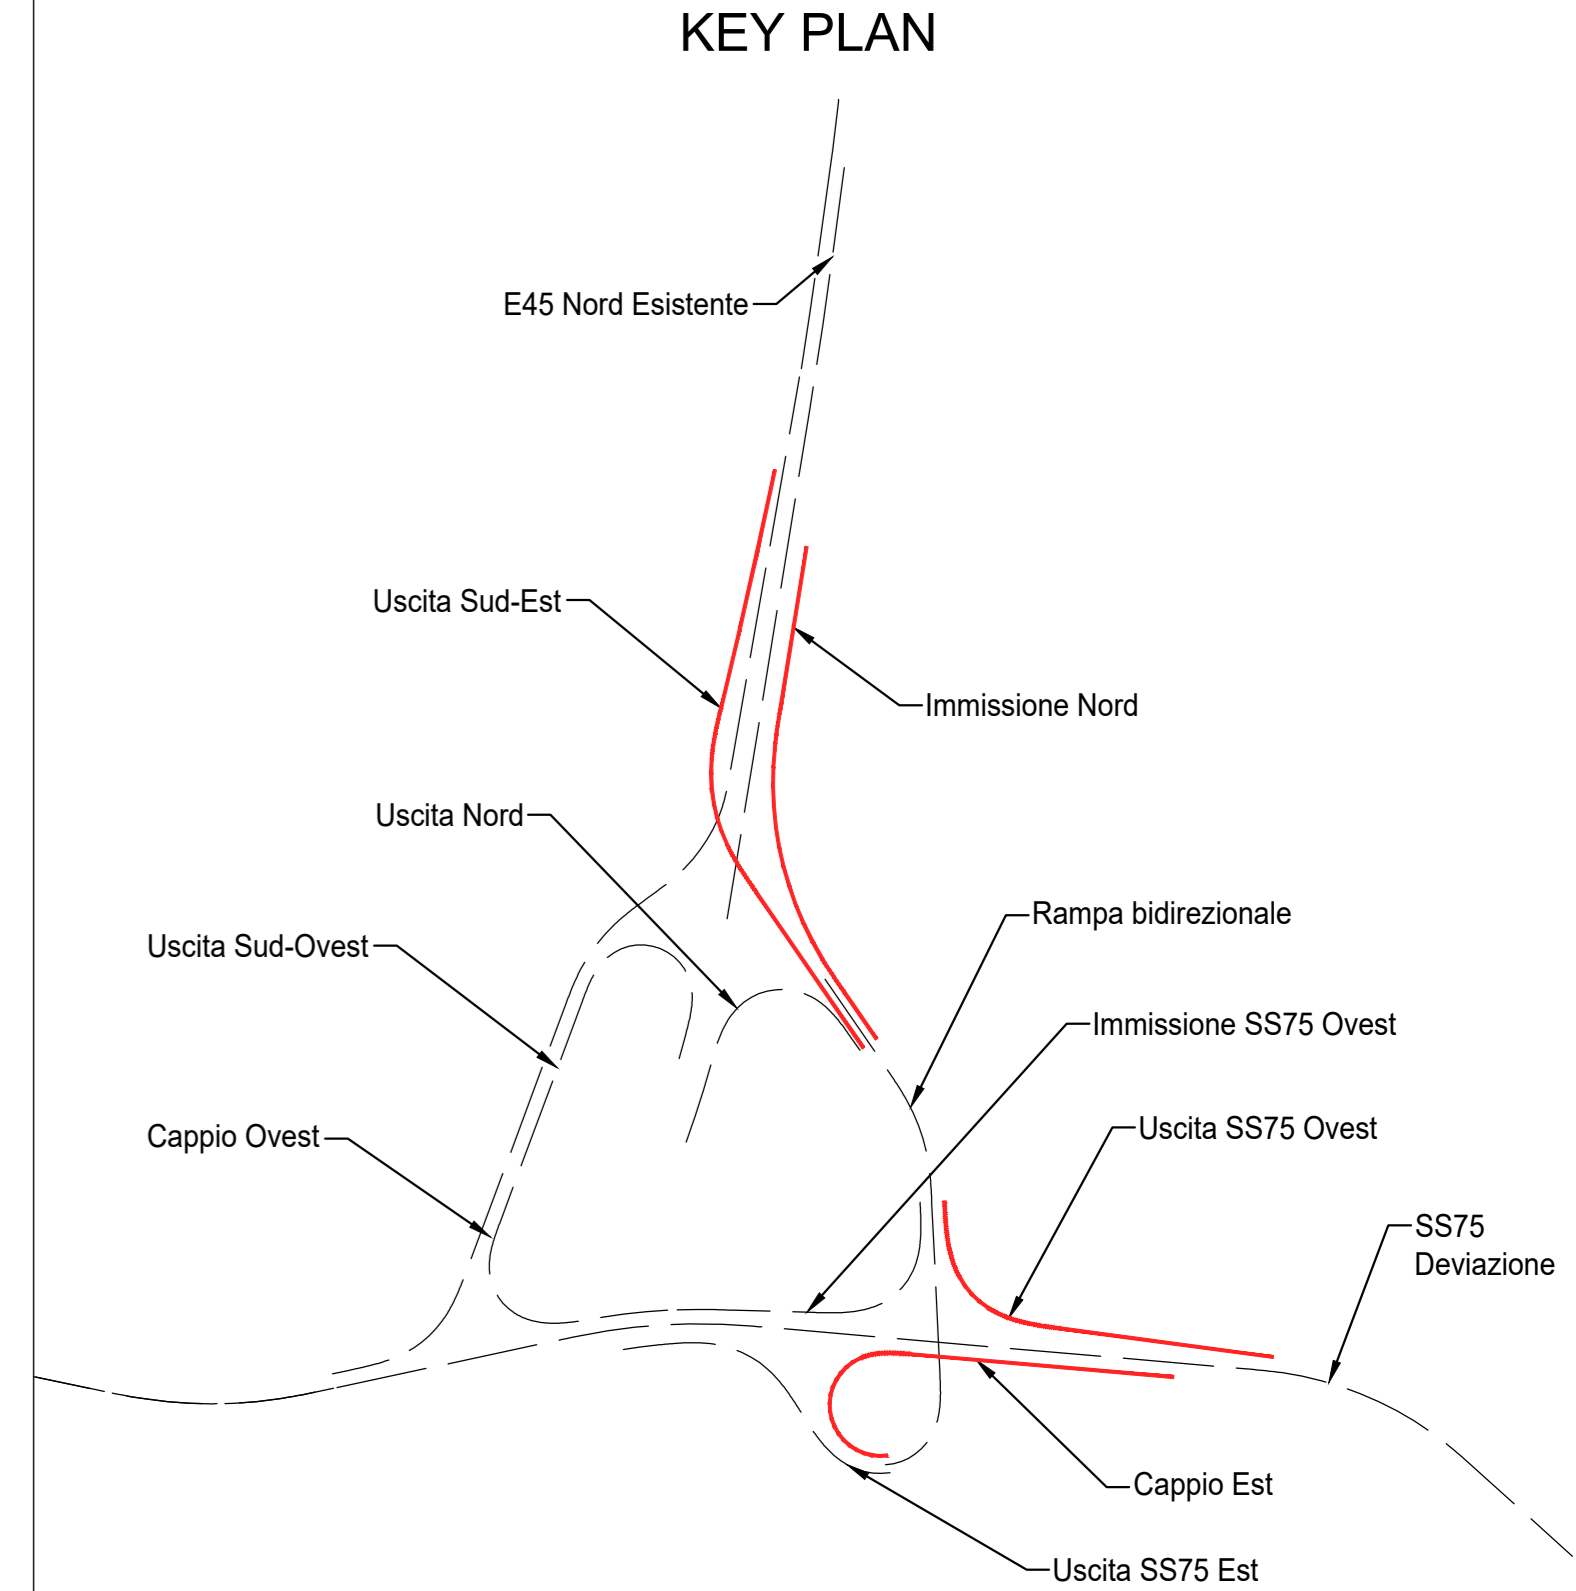 KEY PLAN
E45 Nord Esistente
Uscita Sud-Est
Immissione Nord
Uscita Nord
Rampa bidirezionale
Uscita Sud-Ovest
Immissione SS75 Ovest
Cappio Ovest
Uscita SS75 Ovest
SS75
Deviazione
Cappio Est
Uscita SS75 Est